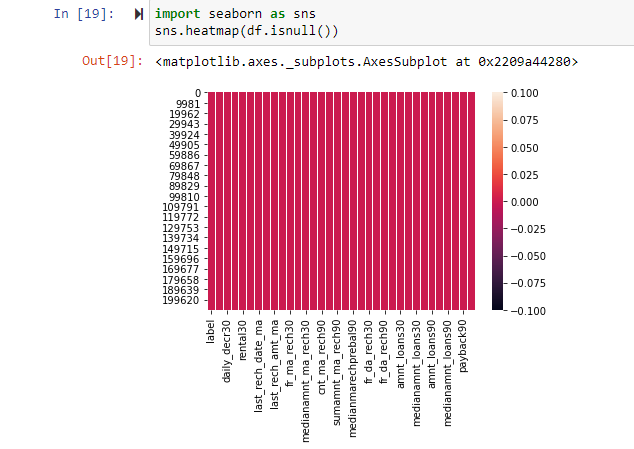 In [19]:
import seaborn as sns
sns.heatmap(df.isnull())
Out[19]: <matplotlib.axes._subplots.AxesSubplot at 0x2209a44280>
0
9981
19962
29943
39924
49905
59886
69867
79848
89829
99810
109791
119772
129753
139734
149715
159696
169677
179658
189639
199620
0.100
0.075
0.050
0.025
0.000
−0.025
−0.050
−0.075
−0.100
label
daily_decr30
rental30
last_rech_date_ma
last_rech_amt_ma
fr_ma_rech30
medianamnt_ma_rech30
cnt_ma_rech90
sumamnt_ma_rech90
medianmarechprebal90
fr_da_rech30
fr_da_rech90
amnt_loans30
medianamnt_loans30
amnt_loans90
medianamnt_loans90
payback90